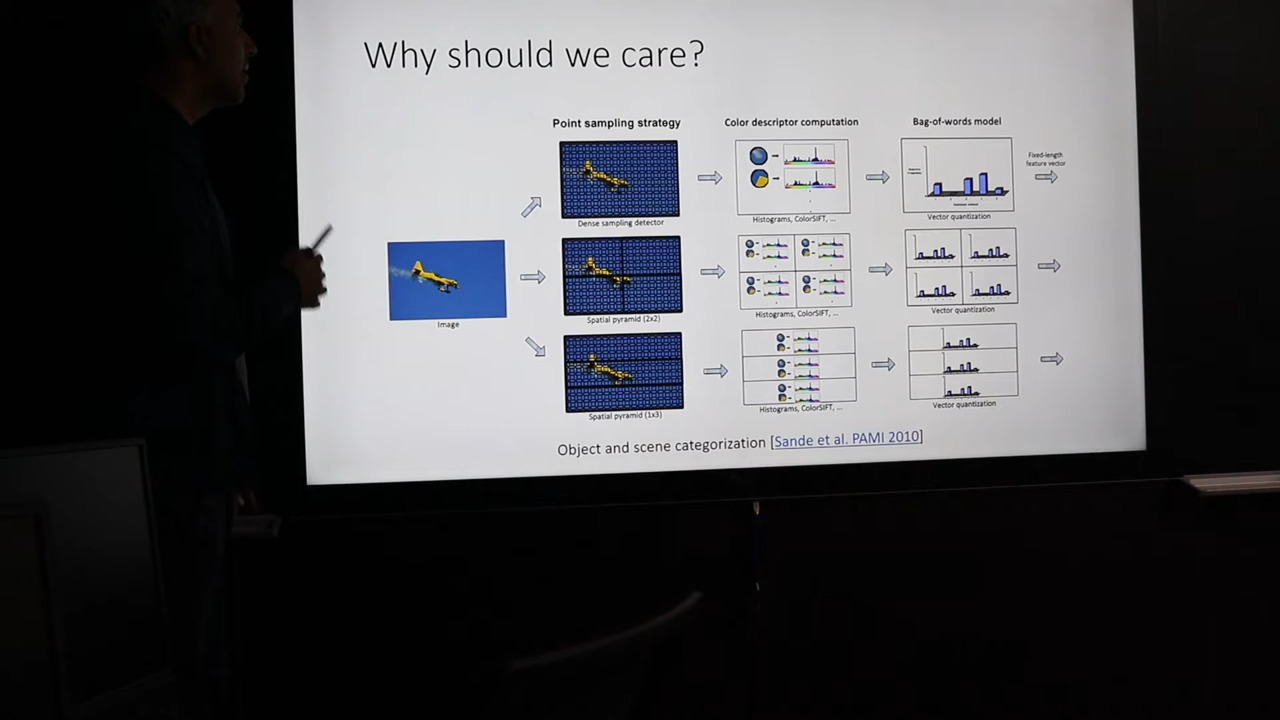 Why should we care?
Point sampling strategy
Color descriptor computation
Bag-of-words model
Fixed-length
feature vector
Dense sampling detector
Histograms, ColorSIFT, ...
Vector quantization
Image
Spatial pyramid (2x2)
Histograms, ColorSIFT, ...
Vector quantization
Spatial pyramid (1x3)
Histograms, ColorSIFT, ...
Vector quantization
Object and scene categorization [Sande et al. PAMI 2010]